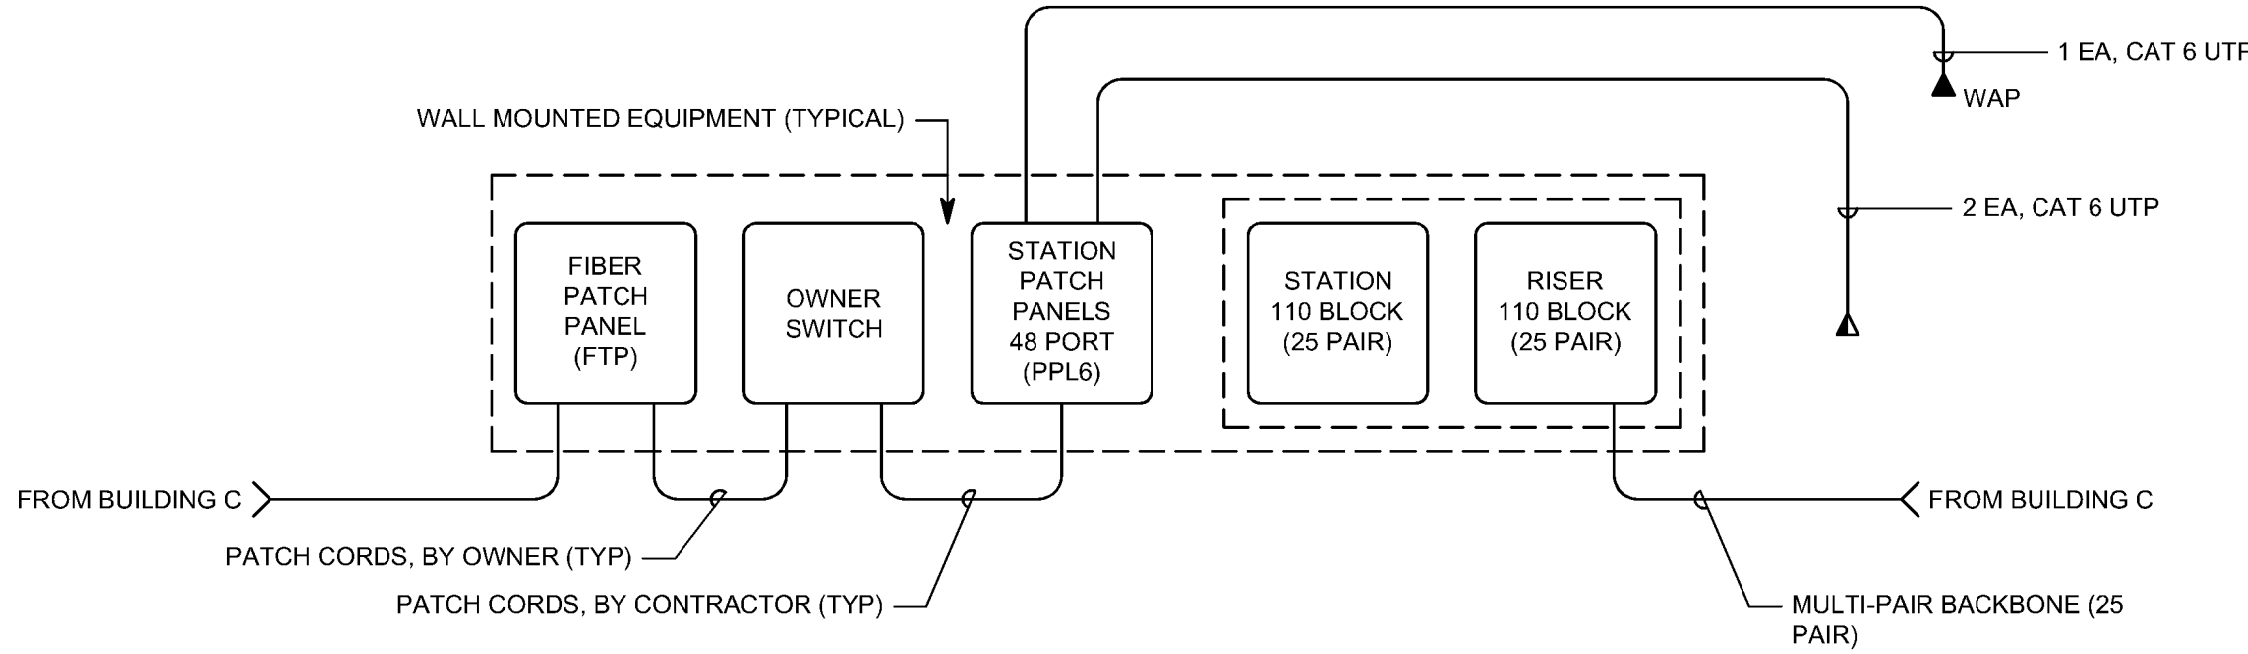 1 EA, CAT 6 UTP
WAP
WALL MOUNTED EQUIPMENT (TYPICAL)
2 EA, CAT 6 UTP
FIBER
PATCH
PANEL
(FTP)
OWNER
SWITCH
STATION
PATCH
PANELS
48 PORT
(PPL6)
STATION
110 BLOCK
(25 PAIR)
RISER
110 BLOCK
(25 PAIR)
FROM BUILDING C
FROM BUILDING C
PATCH CORDS, BY OWNER (TYP)
PATCH CORDS, BY CONTRACTOR (TYP)
MULTI-PAIR BACKBONE (25
PAIR)